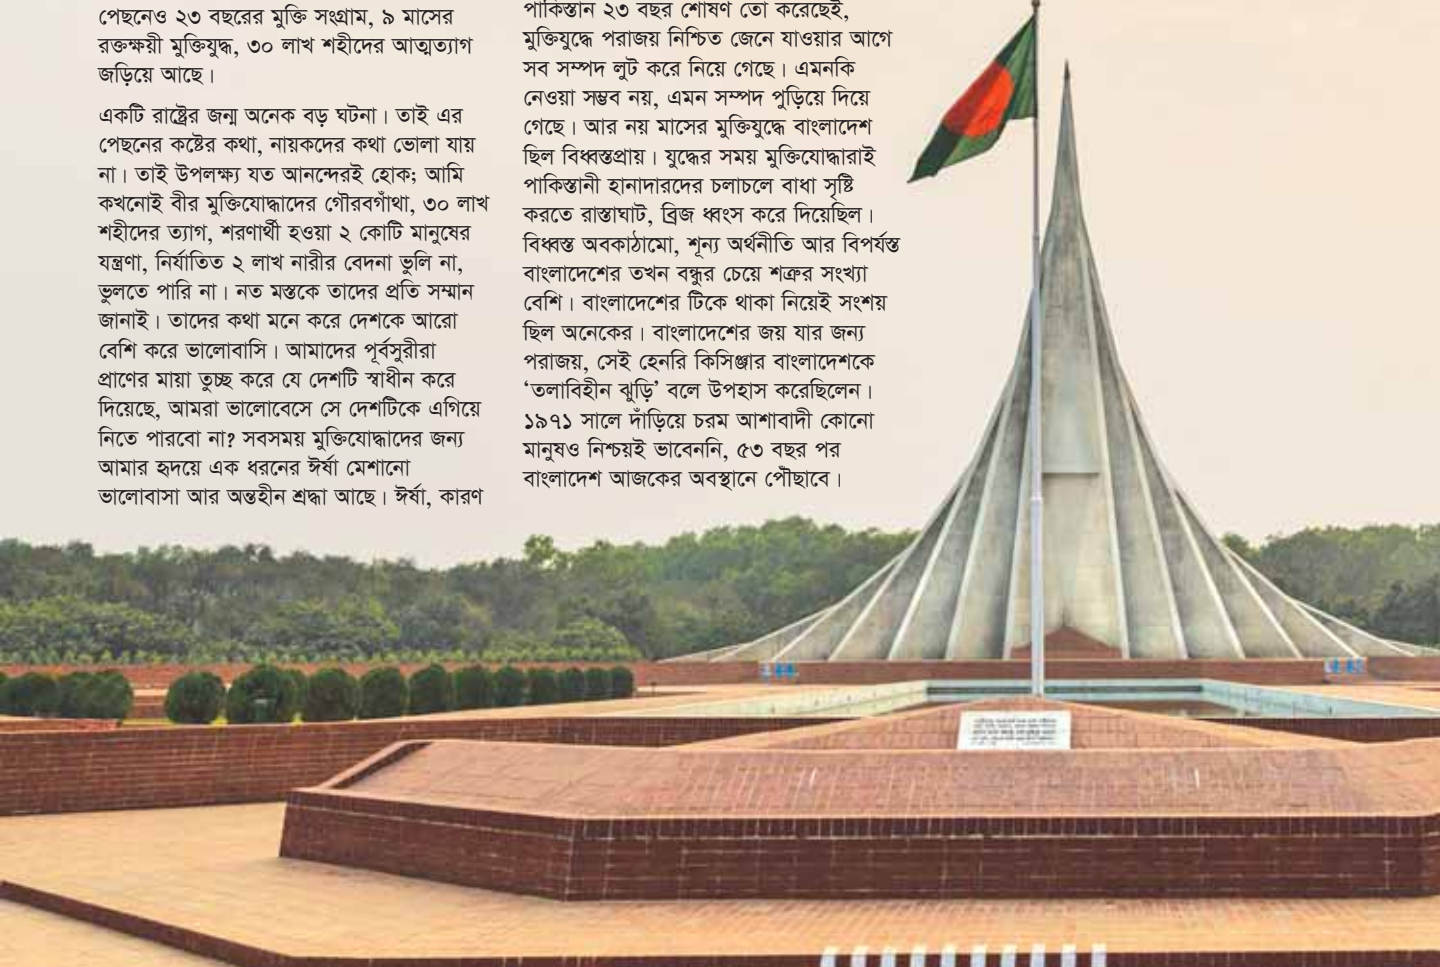 পেছনেও ২৩ বছরের মুক্তি সংগ্রাম, ৯ মাসের
রক্তক্ষয়ী মুক্তিযুদ্ধ, ৩০ লাখ শহীদের আত্মত্যাগ
জড়িয়ে আছে।
একটি রাষ্ট্রের জন্ম অনেক বড় ঘটনা। তাই এর
পেছনের কষ্টের কথা, নায়কদের কথা ভোলা যায়
না। তাই উপলক্ষ্য যত আনন্দেরই হোক; আমি
কখনোই বীর মুক্তিযোদ্ধাদের গৌরবগাঁথা, ৩০ লাখ
শহীদের ত্যাগ, শরণার্থী হওয়া ২ কোটি মানুষের
যন্ত্রণা, নির্যাতিত ২ লাখ নারীর বেদনা ভুলি না,
ভুলতে পারি না। নত মস্তকে তাদের প্রতি সম্মান
জানাই। তাদের কথা মনে করে দেশকে আরো
বেশি করে ভালোবাসি। আমাদের পূর্বসুরীরা
প্রাণের মায়া তুচ্ছ করে যে দেশটি স্বাধীন করে
দিয়েছে, আমরা ভালোবেসে সে দেশটিকে এগিয়ে
নিতে পারবো না? সবসময় মুক্তিযোদ্ধাদের জন্য
আমার হৃদয়ে এক ধরনের ঈর্ষা মেশানো
ভালোবাসা আর অন্তহীন শ্রদ্ধা আছে। ঈর্ষা, কারণ
পাকিস্তান ২৩ বছর শোষণ তো করেছেই,
মুক্তিযুদ্ধে পরাজয় নিশ্চিত জেনে যাওয়ার আগে
সব সম্পদ লুট করে নিয়ে গেছে। এমনকি
নেওয়া সম্ভব নয়, এমন সম্পদ পুড়িয়ে দিয়ে
গেছে। আর নয় মাসের মুক্তিযুদ্ধে বাংলাদেশ
ছিল বিধ্বস্তপ্রায়। যুদ্ধের সময় মুক্তিযোদ্ধারাই
পাকিস্তানী হানাদারদের চলাচলে বাধা সৃষ্টি
করতে রাস্তাঘাট, ব্রিজ ধ্বংস করে দিয়েছিল।
বিধ্বস্ত অবকাঠামো, শূন্য অর্থনীতি আর বিপর্যস্ত
বাংলাদেশের তখন বন্ধুর চেয়ে শত্রুর সংখ্যা
বেশি। বাংলাদেশের টিকে থাকা নিয়েই সংশয়
ছিল অনেকের। বাংলাদেশের জয় যার জন্য
পরাজয়, সেই হেনরি কিসিঞ্জার বাংলাদেশকে
‘তলাবিহীন ঝুড়ি’ বলে উপহাস করেছিলেন।
১৯৭১ সালে দাঁড়িয়ে চরম আশাবাদী কোনো
মানুষও নিশ্চয়ই ভাবেননি, ৫৩ বছর পর
বাংলাদেশ আজকের অবস্থানে পৌঁছাবে।